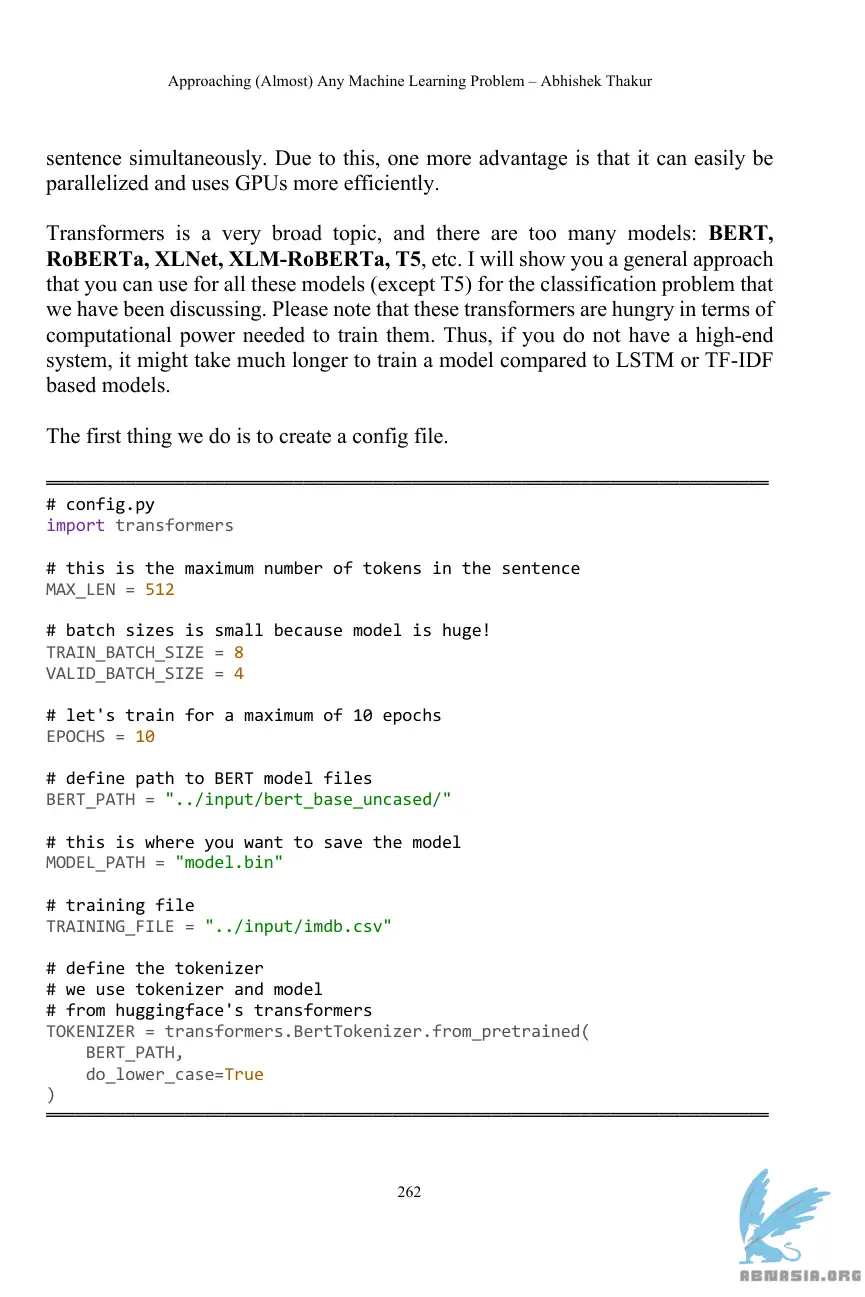 Approaching (Almost) Any Machine Learning Problem – Abhishek Thakur
sentence simultaneously. Due to this, one more advantage is that it can easily be
parallelized and uses GPUs more efficiently.
Transformers is a very broad topic, and there are too many models: BERT,
RoBERTa, XLNet, XLM-RoBERTa, T5, etc. I will show you a general approach
that you can use for all these models (except T5) for the classification problem that
we have been discussing. Please note that these transformers are hungry in terms of
computational power needed to train them. Thus, if you do not have a high-end
system, it might take much longer to train a model compared to LSTM or TF-IDF
based models.
The first thing we do is to create a config file.
# config.py
import transformers
# this is the maximum number of tokens in the sentence
MAX_LEN = 512
# batch sizes is small because model is huge!
TRAIN_BATCH_SIZE = 8
VALID_BATCH_SIZE = 4
# let's train for a maximum of 10 epochs
EPOCHS = 10
# define path to BERT model files
BERT_PATH = "../input/bert_base_uncased/"
# this is where you want to save the model
MODEL_PATH = "model.bin"
# training file
TRAINING_FILE = "../input/imdb.csv"
# define the tokenizer
# we use tokenizer and model
# from huggingface's transformers
TOKENIZER = transformers.BertTokenizer.from_pretrained(
    BERT_PATH,
    do_lower_case=True
)
262
ABNASIA.ORG